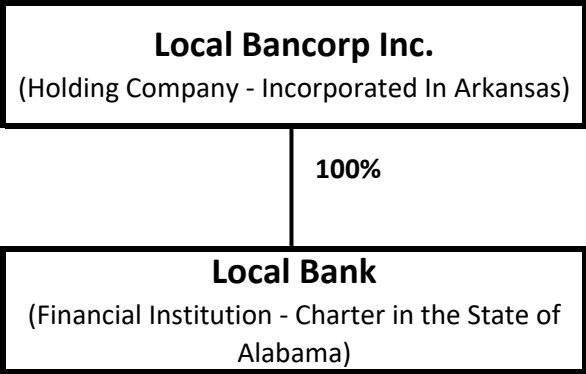 Local Bancorp Inc.
(Holding Company - Incorporated In Arkansas)
100%
Local Bank
(Financial Institution - Charter in the State of
Alabama)